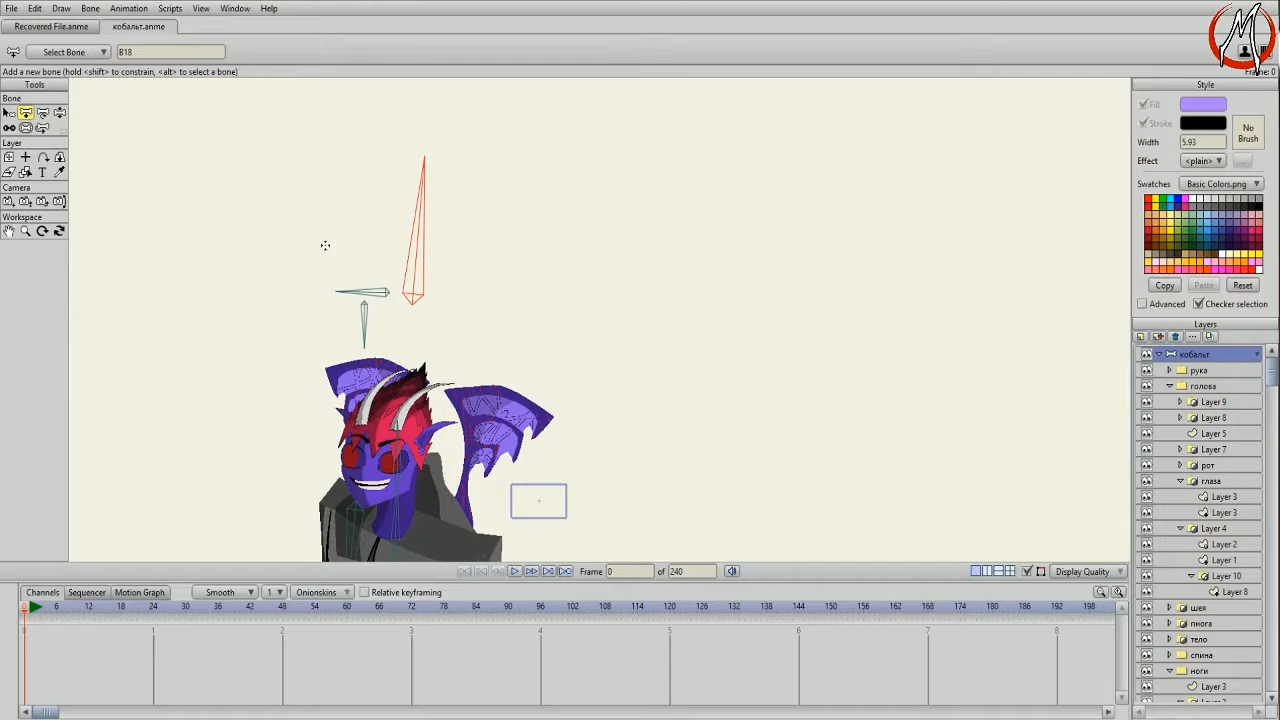 File Edit Draw Bone Animation Scripts View Window Help
Recovered File.anme кобальт.anme
Select Bone B18
Add a new bone (hold <shift> to constrain, <alt> to select a bone) Frame: 0
Tools
Bone
Layer
T
Camera
Workspace
Style
Fill
Stroke
No
Brush
Width 5.93
Effect <plain>
Swatches Basic Colors.png
Copy Paste Reset
Advanced Checker selection
Layers
кобальт
рука
голова
Layer 9
Layer 8
Layer 5
Layer 7
рот
глаза
Layer 3
Layer 3
Layer 4
Layer 2
Layer 1
Layer 10
Layer 8
шея
пнога
тело
спина
ноги
Layer 3
Frame 0 of 240 Display Quality
Channels Sequencer Motion Graph Smooth 1 Onionskins Relative keyframing
0 6 12 18 24 30 36 42 48 54 60 66 72 78 84 90 96 102 108 114 120 126 132 138 144 150 156 162 168 174 180 186 192 198
0 1 2 3 4 5 6 7 8